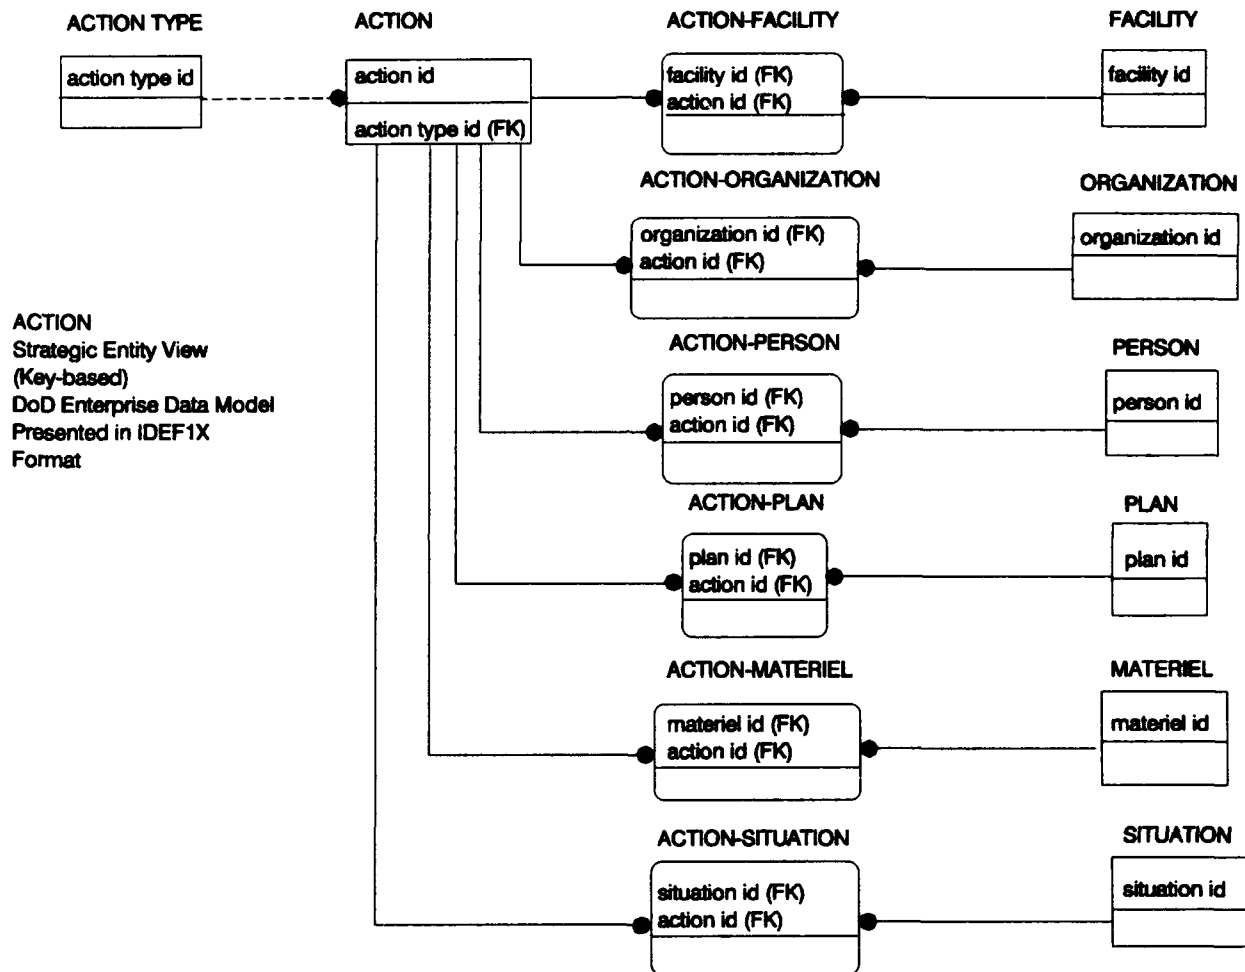 ACTION TYPE
action type id
ACTION
action id
action type id (FK)
ACTION-FACILITY
facility id (FK)
action id (FK)
FACILITY
facility id
ACTION-ORGANIZATION
organization id (FK)
action id (FK)
ORGANIZATION
organization id
ACTION
Strategic Entity View
(Key-based)
DoD Enterprise Data Model
Presented in IDEF1X
Format
ACTION-PERSON
person id (FK)
action id (FK)
PERSON
person id
ACTION-PLAN
plan id (FK)
action id (FK)
PLAN
plan id
ACTION-MATERIEL
materiel id (FK)
action id (FK)
MATERIEL
materiel id
ACTION-SITUATION
situation id (FK)
action id (FK)
SITUATION
situation id